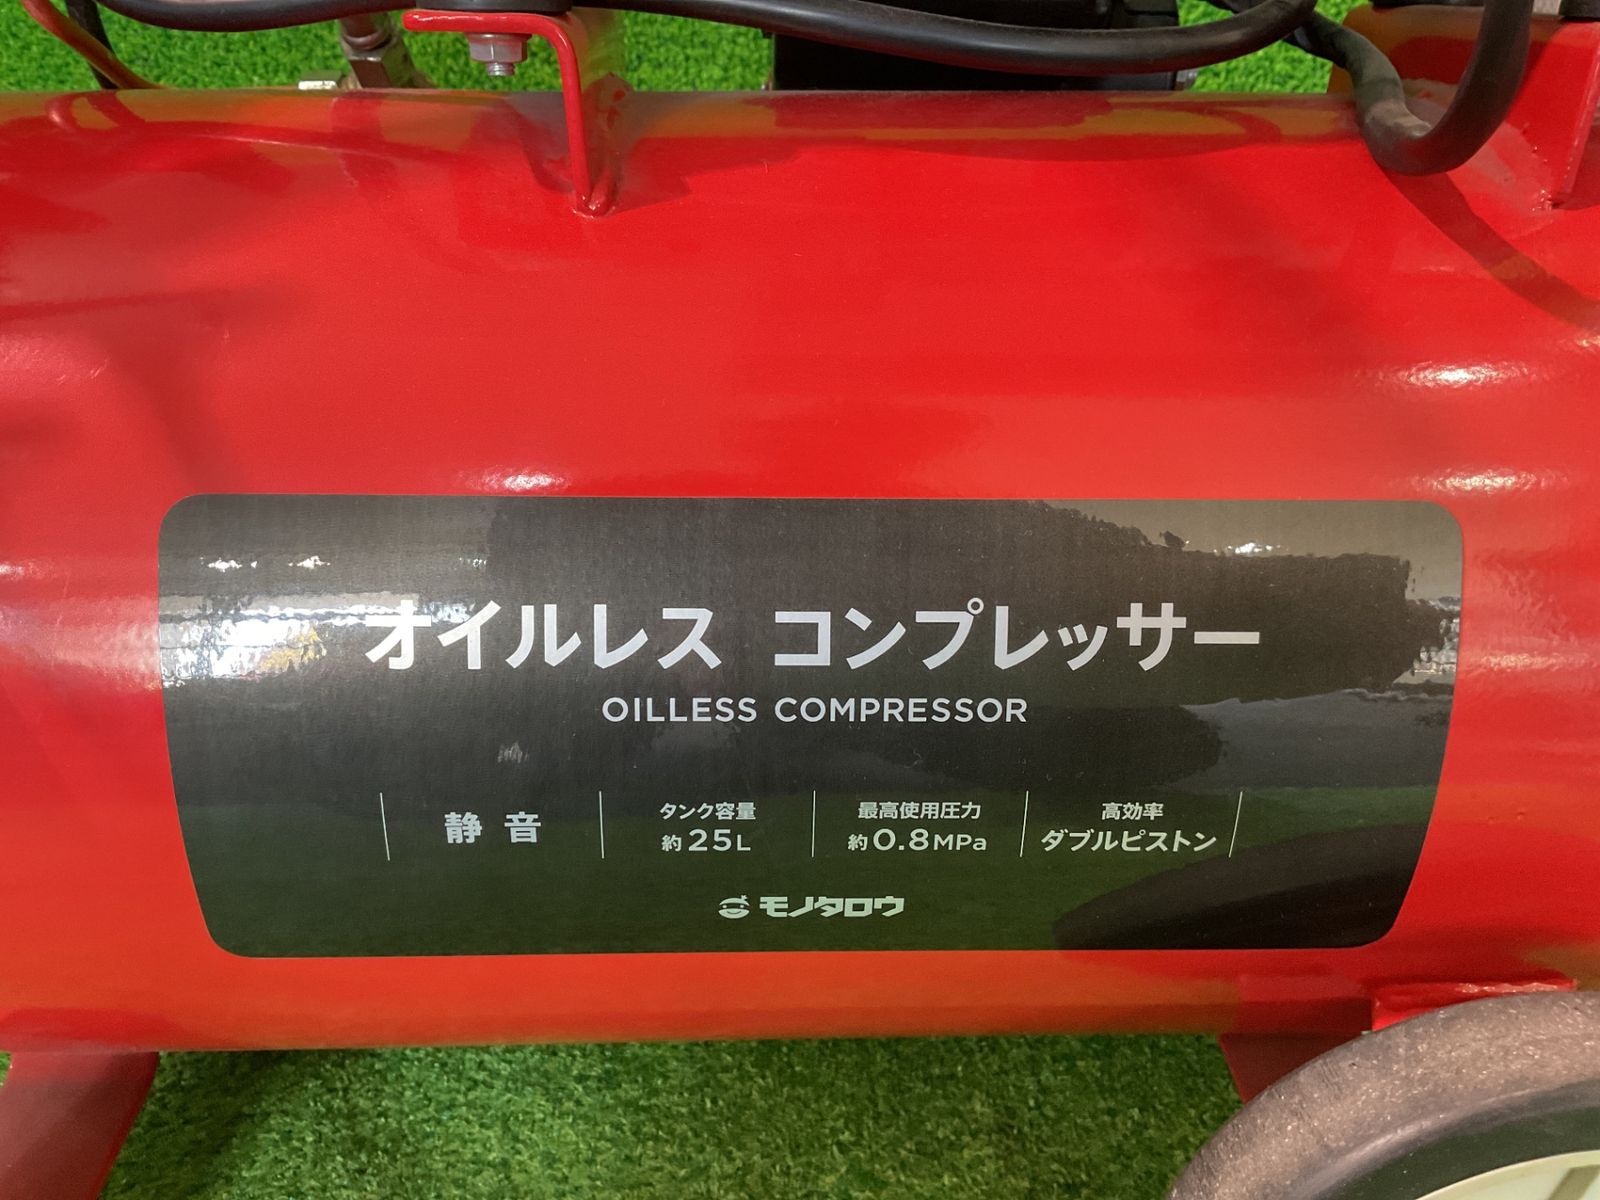 オイルレス コンプレッサー
OILLESS COMPRESSOR
静音
タンク容量
約25L
最高使用圧力
約0.8MPa
高効率
ダブルピストン
モノタロウ